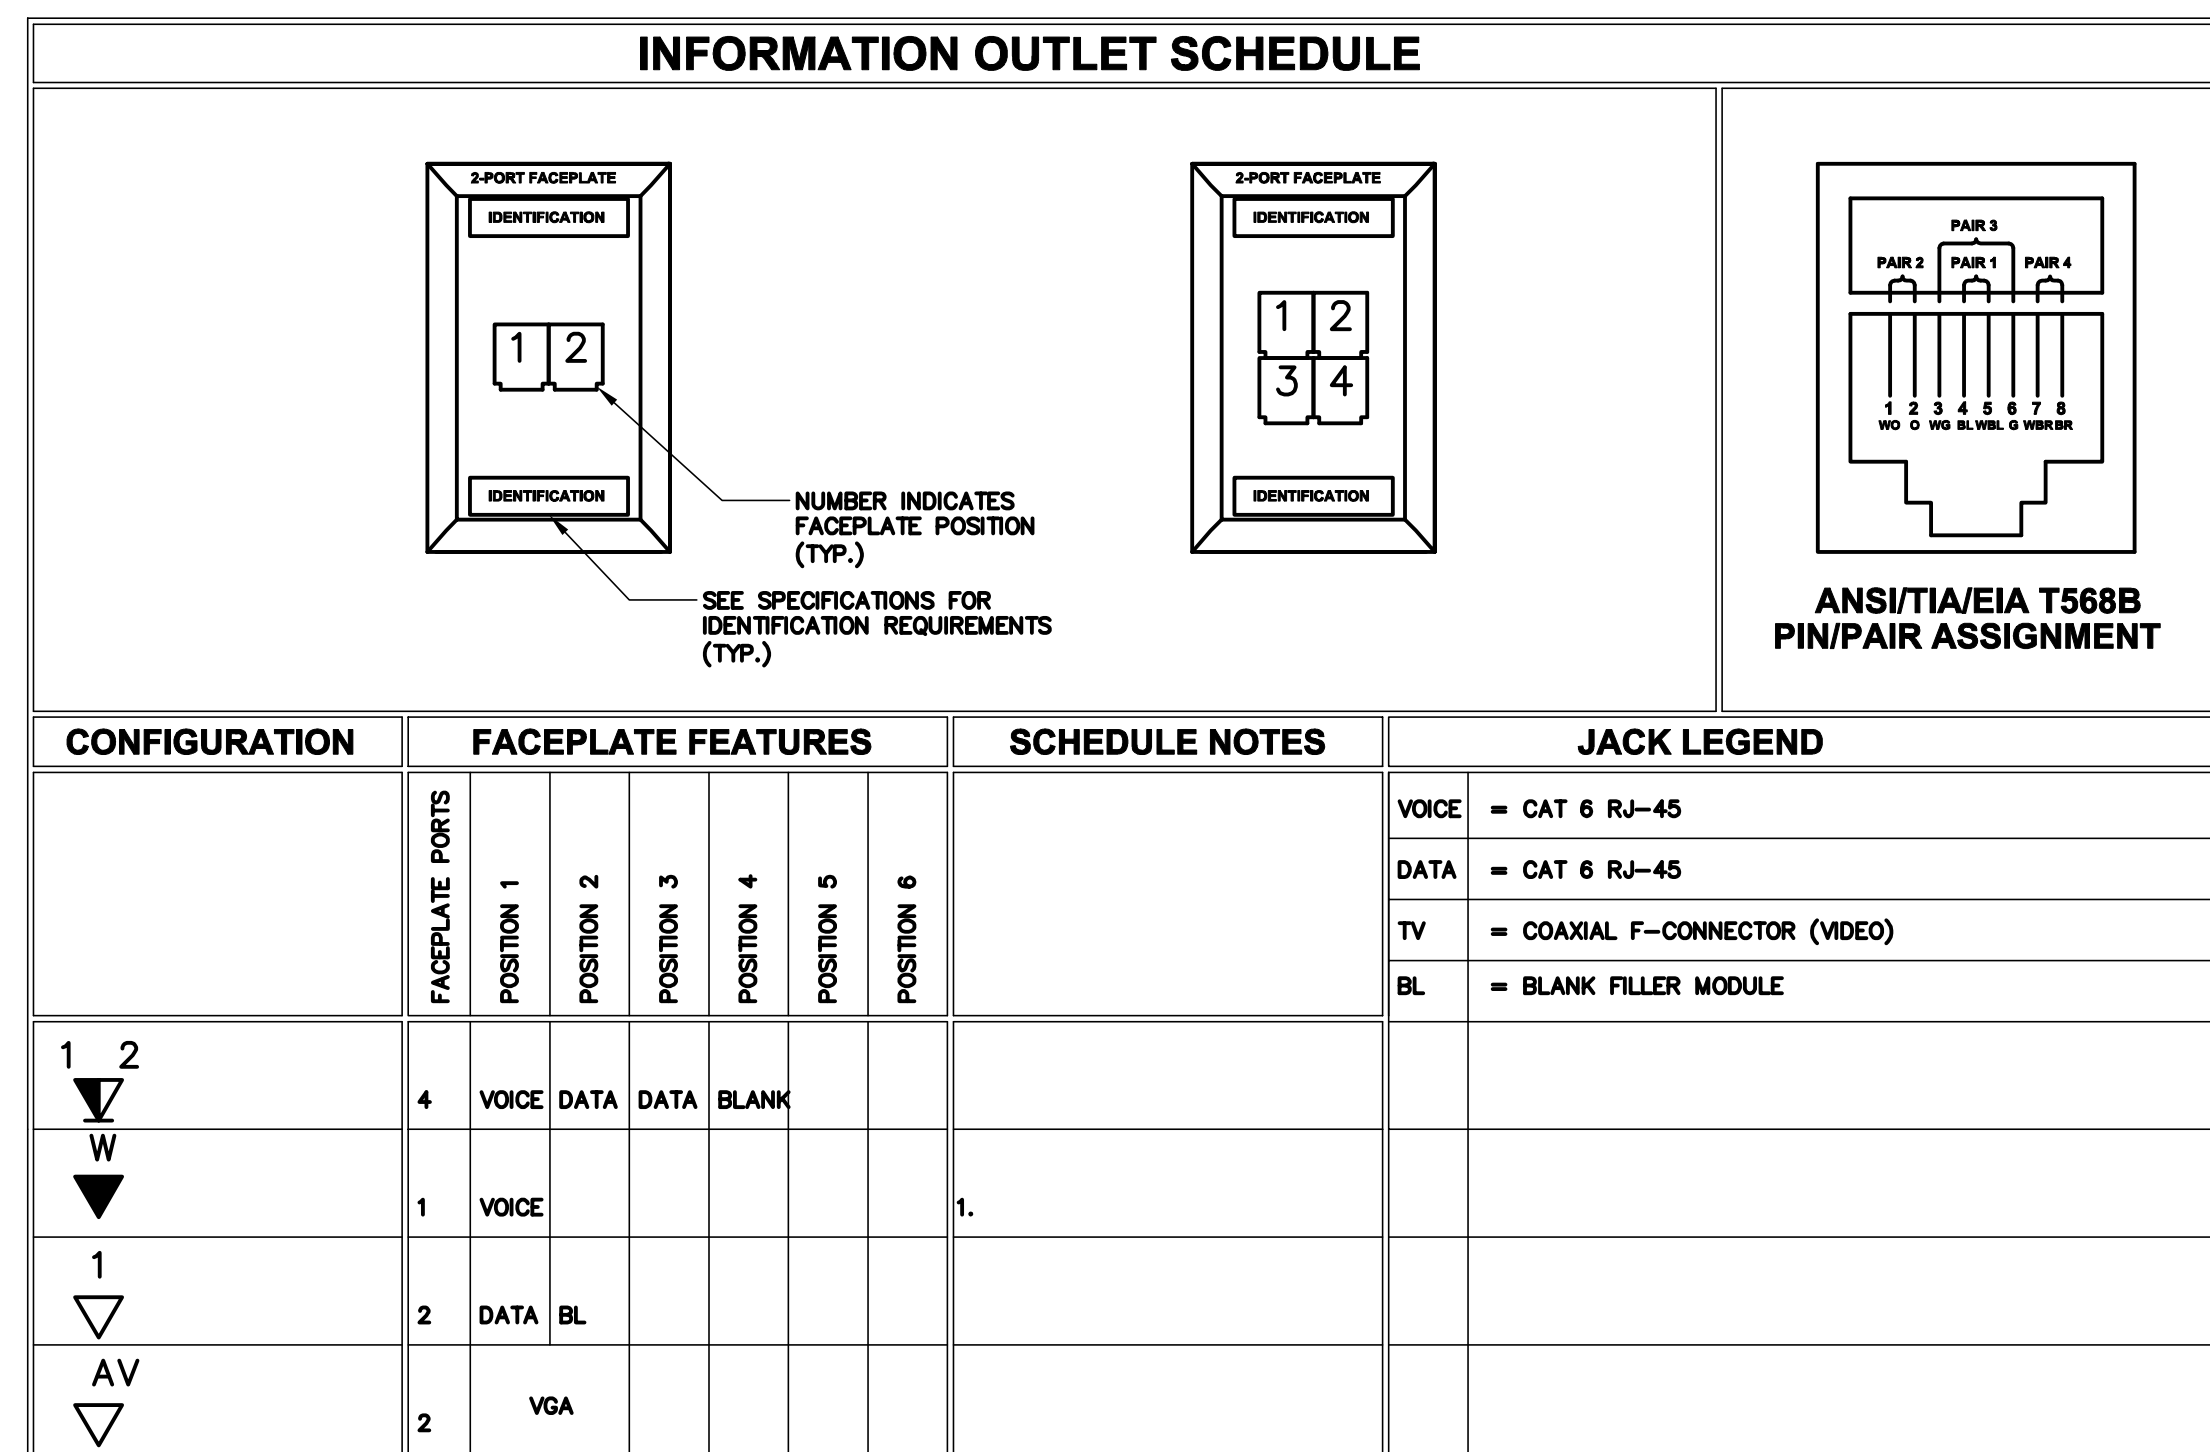 INFORMATION OUTLET SCHEDULE
2-PORT FACEPLATE
IDENTIFICATION
1 2
IDENTIFICATION
NUMBER INDICATES
FACEPLATE POSITION
(TYP.)
SEE SPECIFICATIONS FOR
IDENTIFICATION REQUIREMENTS
(TYP.)
2-PORT FACEPLATE
IDENTIFICATION
1 2
3 4
IDENTIFICATION
PAIR 3
PAIR 2 PAIR 1 PAIR 4
1 2 3 4 5 6 7 8
WO O WG BL WBL G WBR BR
ANSI/TIA/EIA T568B
PIN/PAIR ASSIGNMENT
CONFIGURATION FACEPLATE FEATURES SCHEDULE NOTES JACK LEGEND
FACEPLATE PORTS
POSITION 1
POSITION 2
POSITION 3
POSITION 4
POSITION 5
POSITION 6
VOICE = CAT 6 RJ-45
DATA = CAT 6 RJ-45
TV = COAXIAL F-CONNECTOR (VIDEO)
BL = BLANK FILLER MODULE
1 2
4 VOICE DATA DATA BLANK
W
1 VOICE 1.
1
2 DATA BL
AV
2 VGA